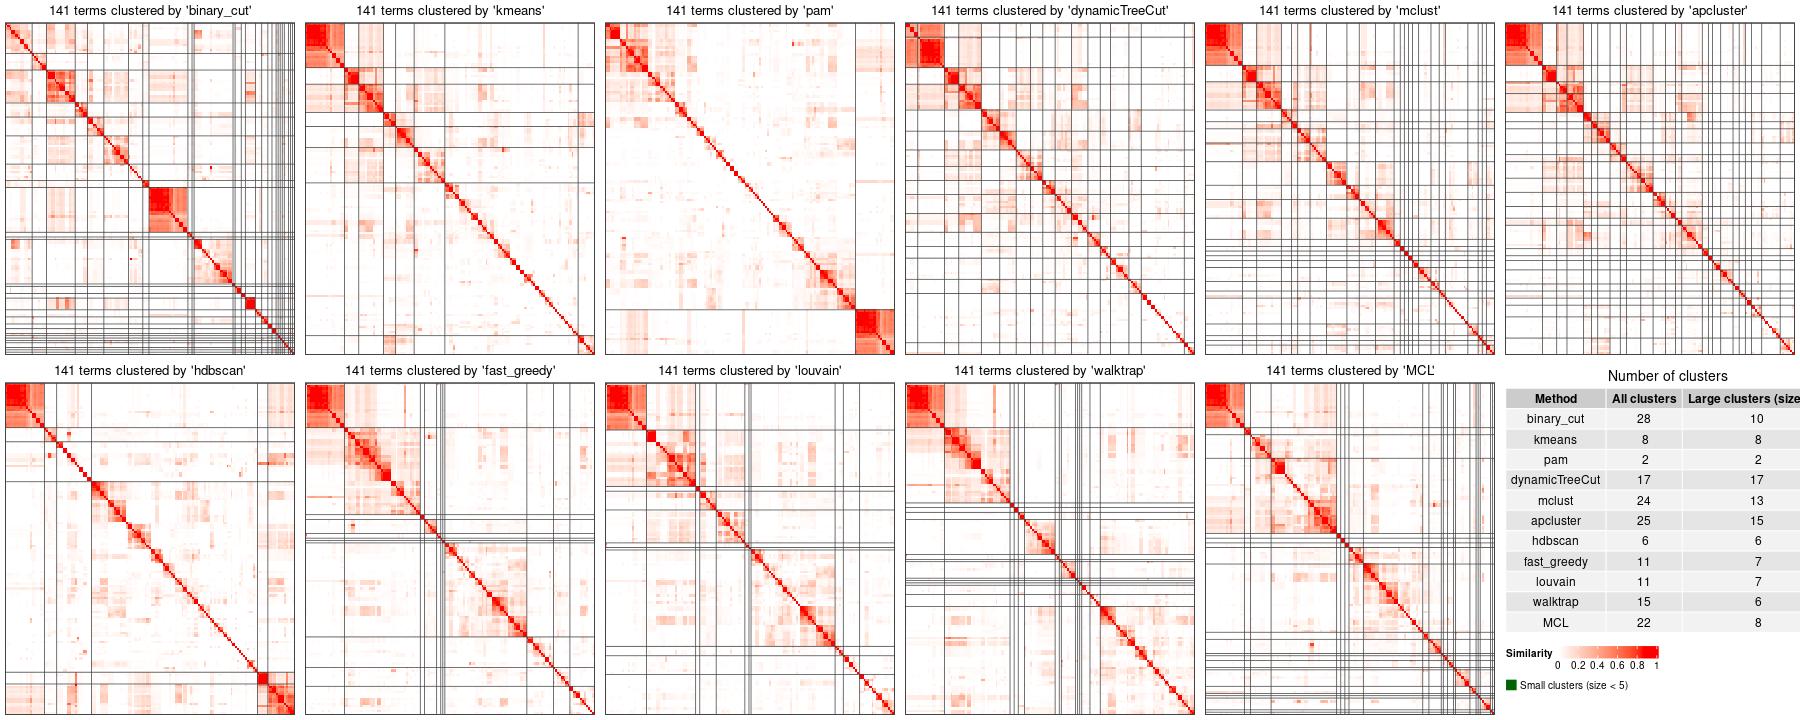 141 terms clustered by 'binary_cut'
141 terms clustered by 'kmeans'
141 terms clustered by 'pam'
141 terms clustered by 'dynamicTreeCut'
141 terms clustered by 'mclust'
141 terms clustered by 'apcluster'
141 terms clustered by 'hdbscan'
141 terms clustered by 'fast_greedy'
141 terms clustered by 'louvain'
141 terms clustered by 'walktrap'
141 terms clustered by 'MCL'
Number of clusters
Method All clusters Large clusters (size
binary_cut 28 10
kmeans 8 8
pam 2 2
dynamicTreeCut 17 17
mclust 24 13
apcluster 25 15
hdbscan 6 6
fast_greedy 11 7
louvain 11 7
walktrap 15 6
MCL 22 8
Similarity
0 0.2 0.4 0.6 0.8 1
Small clusters (size < 5)